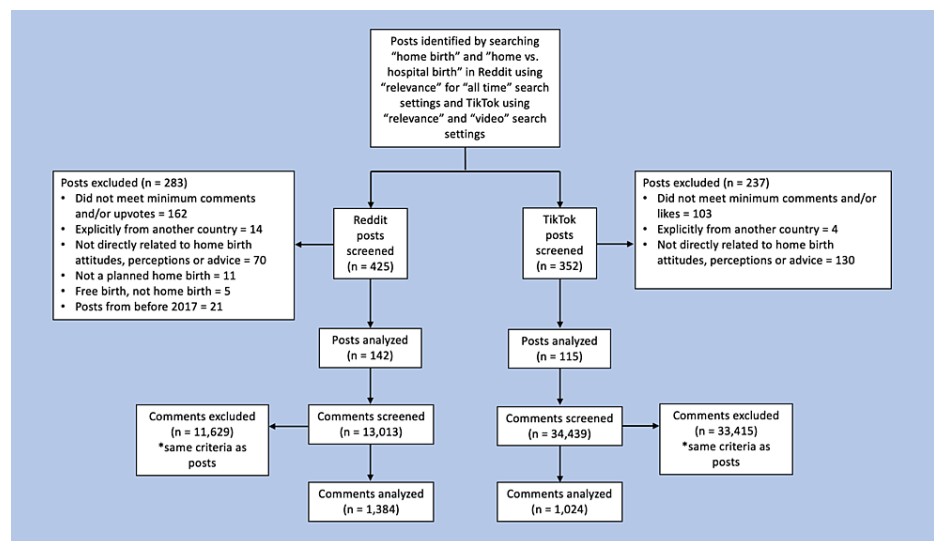 Posts identified by searching
“home birth” and “home vs.
hospital birth” in Reddit using
“relevance” for “all time” search
settings and TikTok using
“relevance” and “video” search
settings
Posts excluded (n = 283)
• Did not meet minimum comments
and/or upvotes = 162
• Explicitly from another country = 14
• Not directly related to home birth
attitudes, perceptions or advice = 70
• Not a planned home birth = 11
• Free birth, not home birth = 5
• Posts from before 2017 = 21
Reddit
posts
screened
(n = 425)
TikTok
posts
screened
(n = 352)
Posts excluded (n = 237)
• Did not meet minimum comments and/or
likes = 103
• Explicitly from another country = 4
• Not directly related to home birth
attitudes, perceptions or advice = 130
Posts analyzed
(n = 142)
Posts analyzed
(n = 115)
Comments excluded
(n = 11,629)
*same criteria as
posts
Comments screened
(n = 13,013)
Comments screened
(n = 34,439)
Comments excluded
(n = 33,415)
*same criteria as
posts
Comments analyzed
(n = 1,384)
Comments analyzed
(n = 1,024)